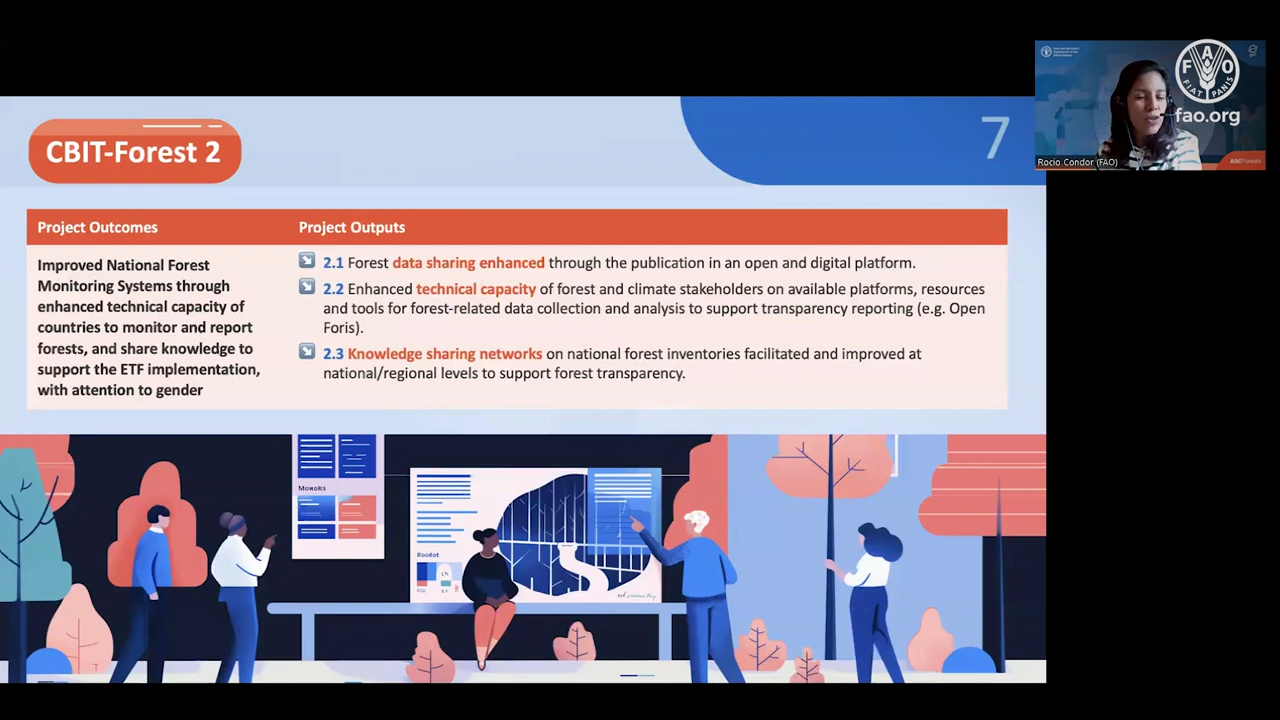 CBIT-Forest 2
7
FAO
FIAT PANIS
fao.org
Rocio Condor (FAO)
Project Outcomes
Project Outputs
Improved National Forest
Monitoring Systems through
enhanced technical capacity of
countries to monitor and report
forests, and share knowledge to
support the ETF implementation,
with attention to gender
2.1 Forest data sharing enhanced through the publication in an open and digital platform.
2.2 Enhanced technical capacity of forest and climate stakeholders on available platforms, resources
and tools for forest-related data collection and analysis to support transparency reporting (e.g. Open
Foris).
2.3 Knowledge sharing networks on national forest inventories facilitated and improved at
national/regional levels to support forest transparency.